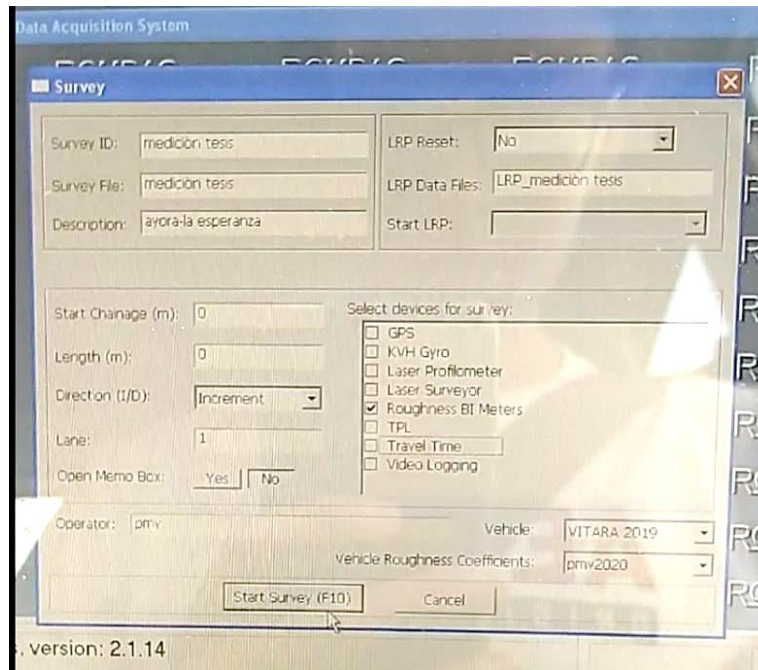 Data Acquisition System
Survey
Survey ID: medición tesis
Survey File: medición tesis
Description: ayora-la esperanza
LRP Reset: No
LRP Data Files: LRP_medición tesis
Start LRP:
Start Chainage (m): 0
Length (m): 0
Direction (I/D): Increment
Lane: 1
Open Memo Box: Yes No
Select devices for survey:
GPS
KVH Gyro
Laser Profilometer
Laser Surveyor
Roughness BI Meters
TPL
Travel Time
Video Logging
Operator: pmv
Vehicle: VITARA 2019
Vehicle Roughness Coefficients: pmv2020
Start Survey (F10) Cancel
version: 2.1.14